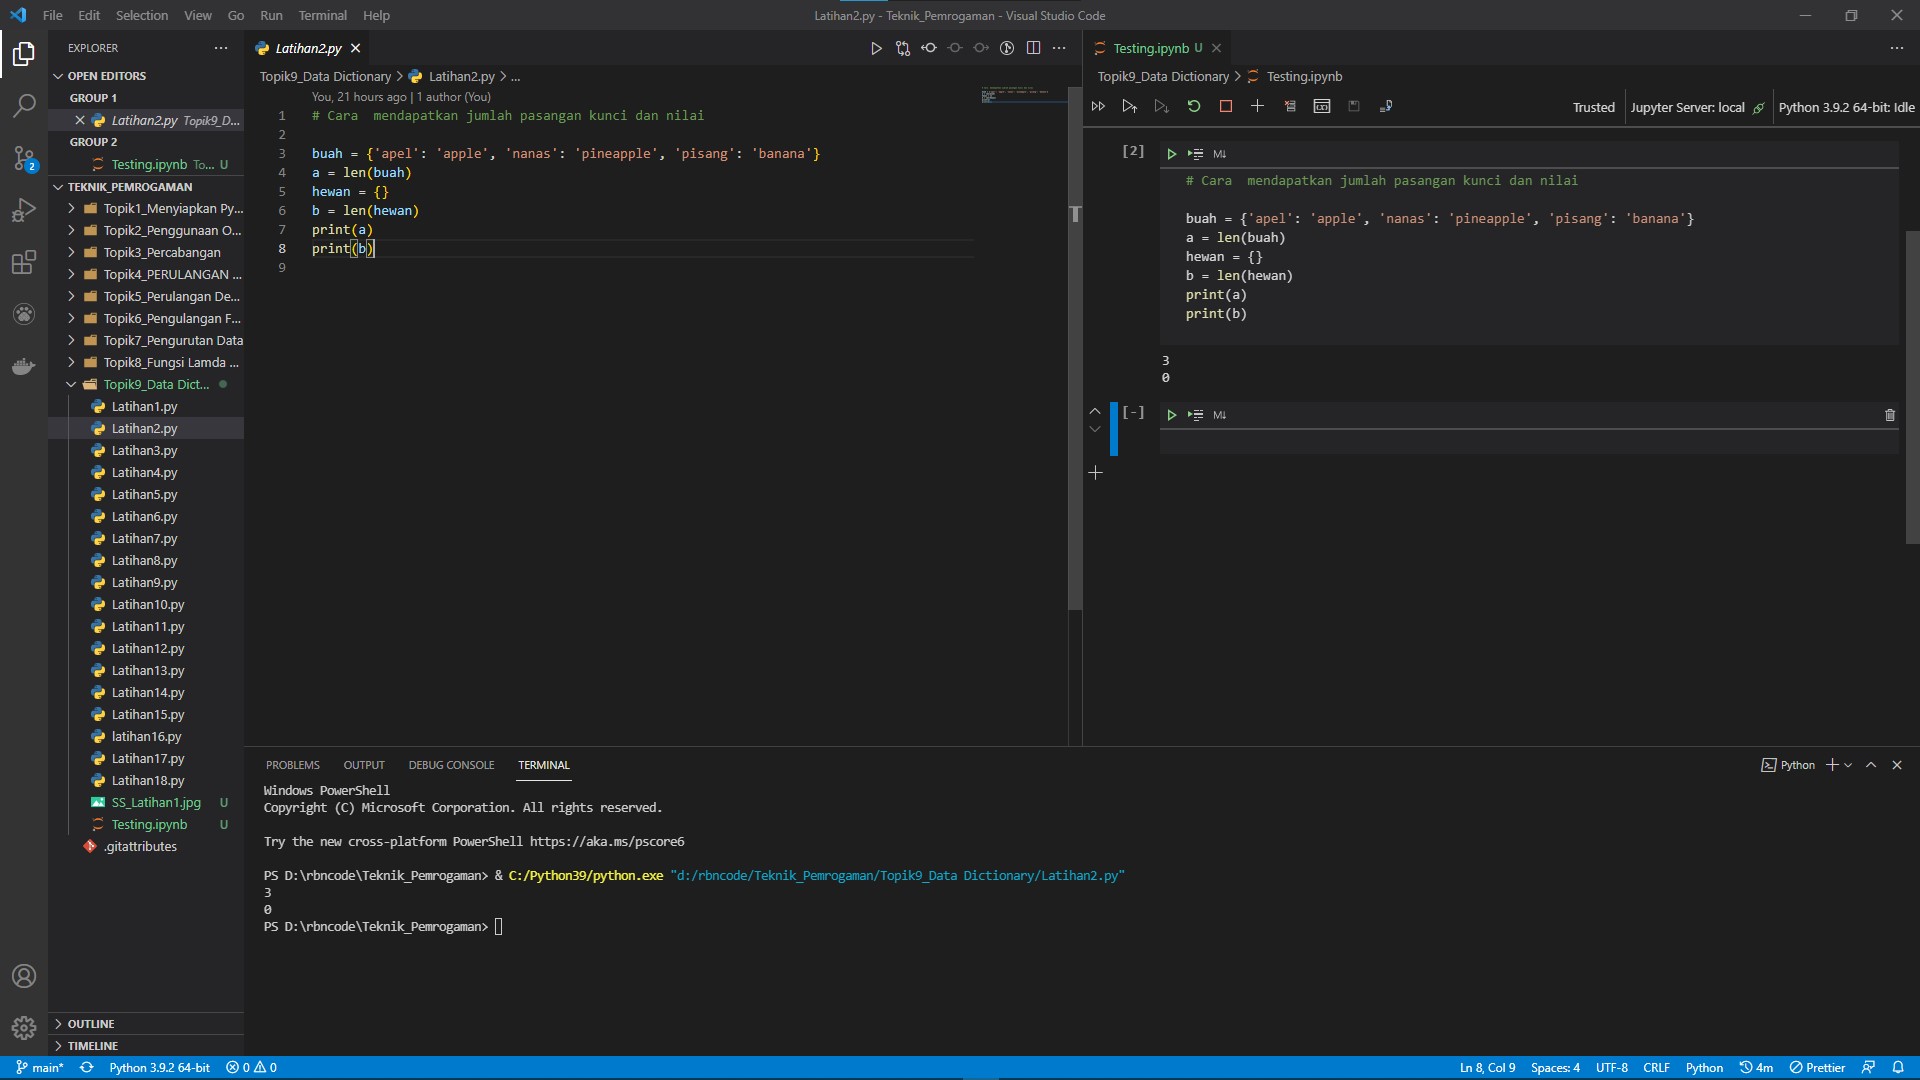 File Edit Selection View Go Run Terminal Help
Latihan2.py - Teknik_Pemrogaman - Visual Studio Code
EXPLORER
OPEN EDITORS
GROUP 1
Latihan2.py Topik9_D...
GROUP 2
Testing.ipynb To... U
TEKNIK_PEMROGAMAN
Topik1_Menyiapkan Py...
Topik2_Penggunaan O...
Topik3_Percabangan
Topik4_PERULANGAN ...
Topik5_Perulangan De...
Topik6_Pengulangan F...
Topik7_Pengurutan Data
Topik8_Fungsi Lamda ...
Topik9_Data Dict...
Latihan1.py
Latihan2.py
Latihan3.py
Latihan4.py
Latihan5.py
Latihan6.py
Latihan7.py
Latihan8.py
Latihan9.py
Latihan10.py
Latihan11.py
Latihan12.py
Latihan13.py
Latihan14.py
Latihan15.py
latihan16.py
Latihan17.py
Latihan18.py
SS_Latihan1.jpg U
Testing.ipynb U
.gitattributes
OUTLINE
TIMELINE
2
Latihan2.py
Topik9_Data Dictionary > Latihan2.py > ...
You, 21 hours ago | 1 author (You)
1 # Cara  mendapatkan jumlah pasangan kunci dan nilai
2
3 buah = {'apel': 'apple', 'nanas': 'pineapple', 'pisang': 'banana'}
4 a = len(buah)
5 hewan = {}
6 b = len(hewan)
7 print(a)
8 print(b)
9
Testing.ipynb U
Topik9_Data Dictionary > Testing.ipynb
Trusted Jupyter Server: local Python 3.9.2 64-bit: Idle
[2] M↓
# Cara  mendapatkan jumlah pasangan kunci dan nilai
buah = {'apel': 'apple', 'nanas': 'pineapple', 'pisang': 'banana'}
a = len(buah)
hewan = {}
b = len(hewan)
print(a)
print(b)
3
0
[-] M↓
PROBLEMS OUTPUT DEBUG CONSOLE TERMINAL
Python
Windows PowerShell
Copyright (C) Microsoft Corporation. All rights reserved.
Try the new cross-platform PowerShell https://aka.ms/pscore6
PS D:\rbncode\Teknik_Pemrogaman> & C:/Python39/python.exe "d:/rbncode/Teknik_Pemrogaman/Topik9_Data Dictionary/Latihan2.py"
3
0
PS D:\rbncode\Teknik_Pemrogaman>
main* Python 3.9.2 64-bit 0 0
Ln 8, Col 9 Spaces: 4 UTF-8 CRLF Python 4m Prettier